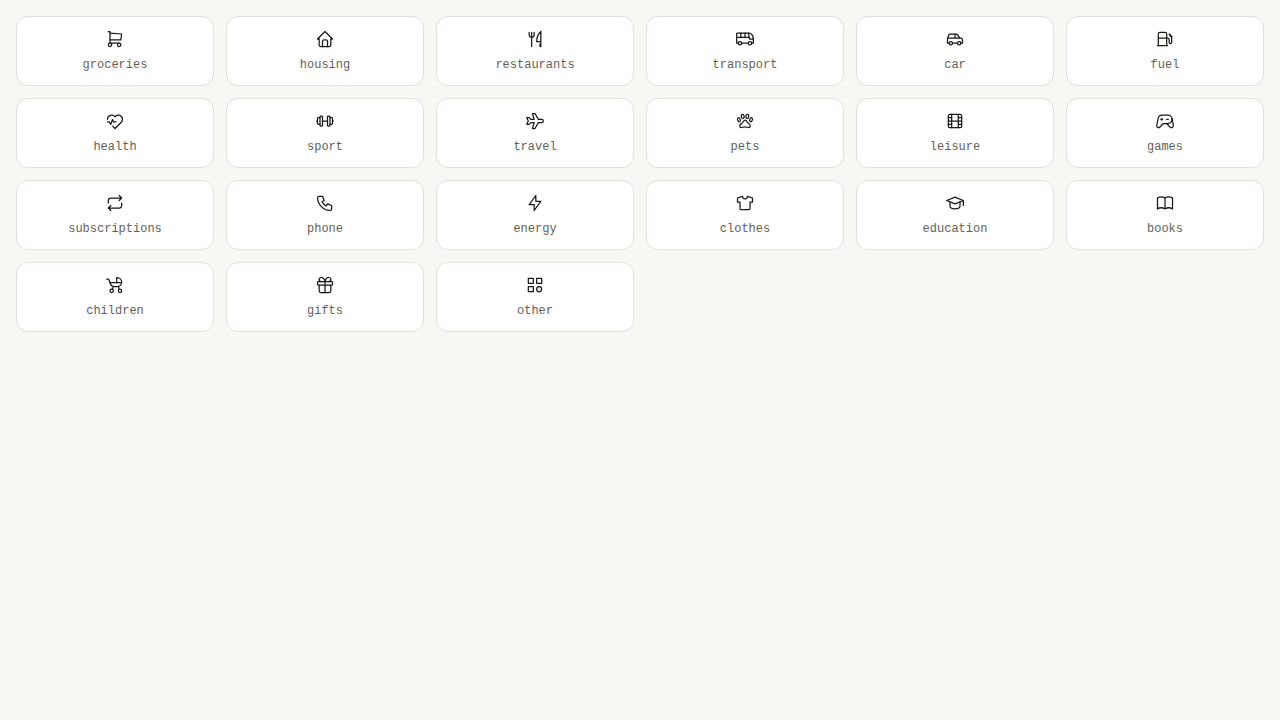 groceries
housing
restaurants
transport
car
fuel
health
sport
travel
pets
leisure
games
subscriptions
phone
energy
clothes
education
books
children
gifts
other